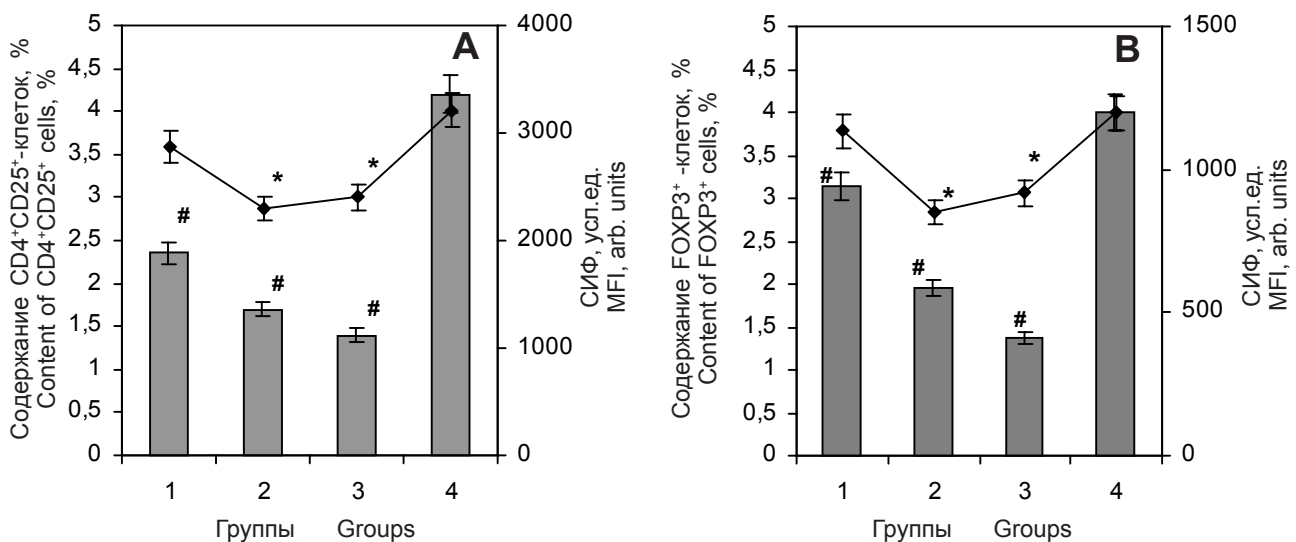 A
Содержание CD4⁺CD25⁺-клеток, %
Content of CD4⁺CD25⁺ cells, %
5
4,5
4
3,5
3
2,5
2
1,5
1
0,5
0
#
*
#
*
#
4000
3000
2000
1000
0
СИФ, усл.ед.
MFI, arb. units
1 2 3 4
Группы Groups
B
Содержание FOXP3⁺ -клеток, %
Content of FOXP3⁺ cells, %
5
4,5
4
3,5
3
2,5
2
1,5
1
0,5
0
#
*
#
*
#
1500
1000
500
0
СИФ, усл.ед.
MFI, arb. units
1 2 3 4
Группы Groups